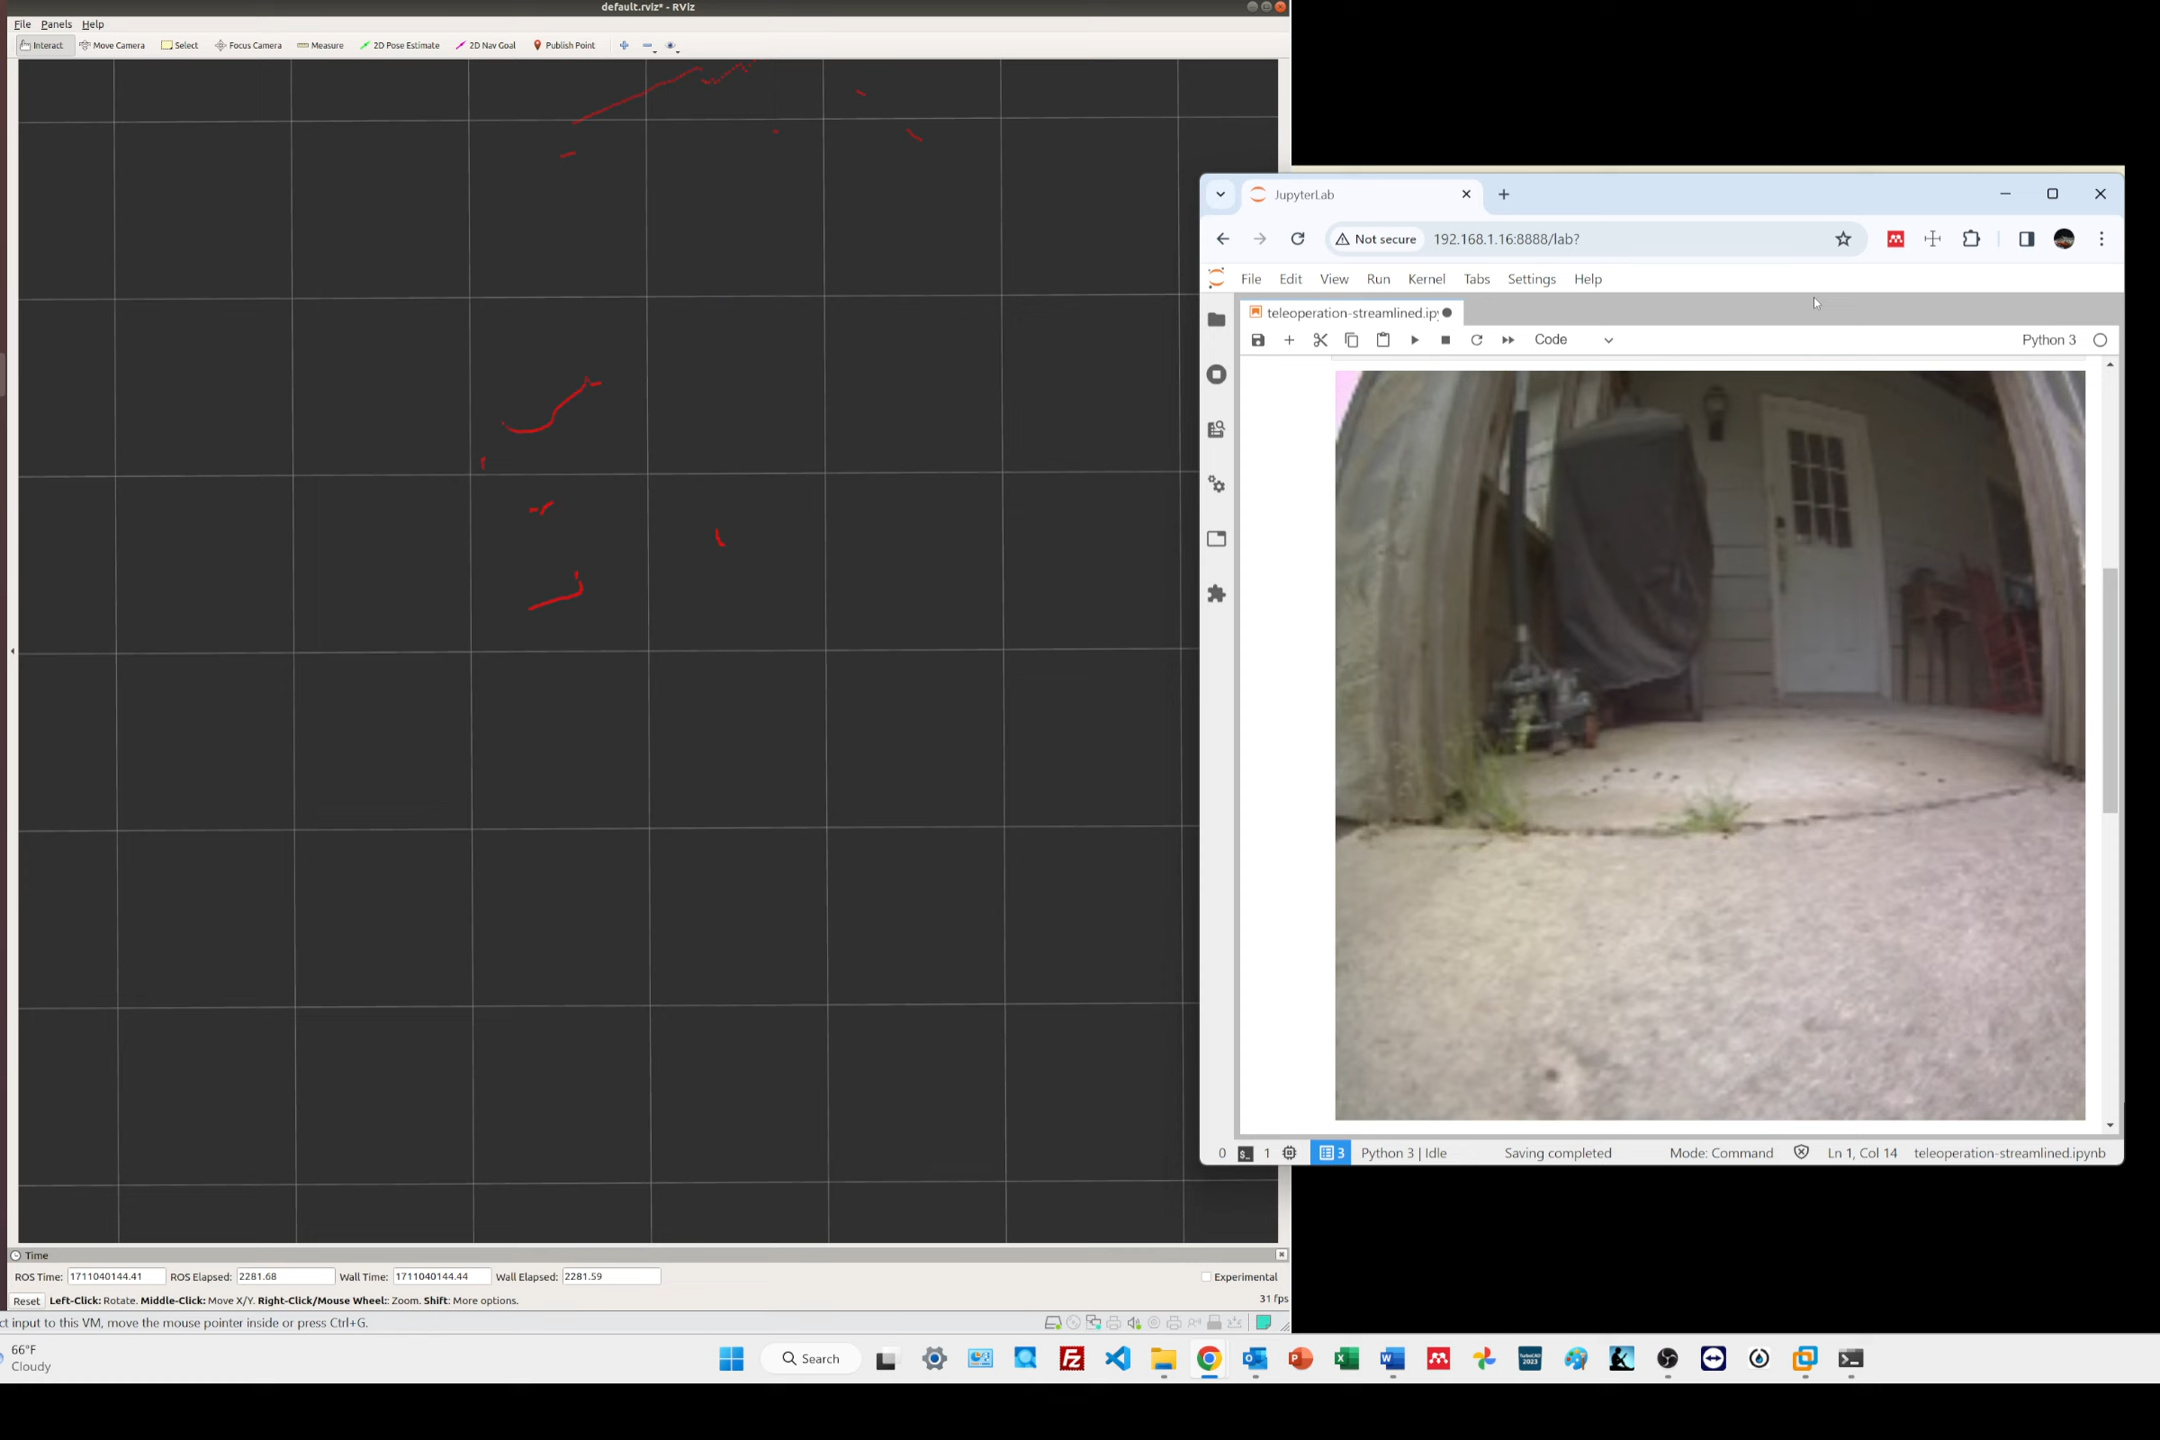 default.rviz* - RViz
File Panels Help
Interact Move Camera Select Focus Camera Measure 2D Pose Estimate 2D Nav Goal Publish Point
JupyterLab
Not secure 192.168.1.16:8888/lab?
File Edit View Run Kernel Tabs Settings Help
teleoperation-streamlined.ip
Code Python 3
0 1 3 Python 3 | Idle Saving completed Mode: Command Ln 1, Col 14 teleoperation-streamlined.ipynb
Time
ROS Time: 1711040144.41 ROS Elapsed: 2281.68 Wall Time: 1711040144.44 Wall Elapsed: 2281.59 Experimental
Reset Left-Click: Rotate. Middle-Click: Move X/Y. Right-Click/Mouse Wheel:: Zoom. Shift: More options. 31 fps
ct input to this VM, move the mouse pointer inside or press Ctrl+G.
66°F
Cloudy
Search